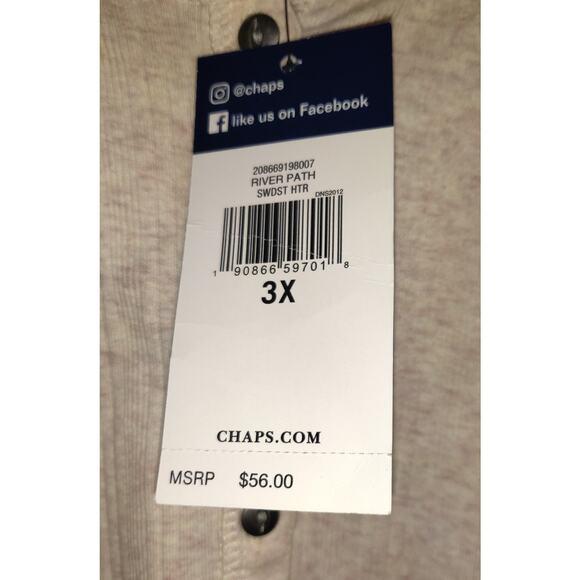 @chaps
like us on Facebook
208669198007
RIVER PATH
SWDST HTR
DNS2012
1 90866 59701 8
3X
CHAPS.COM
MSRP $56.00